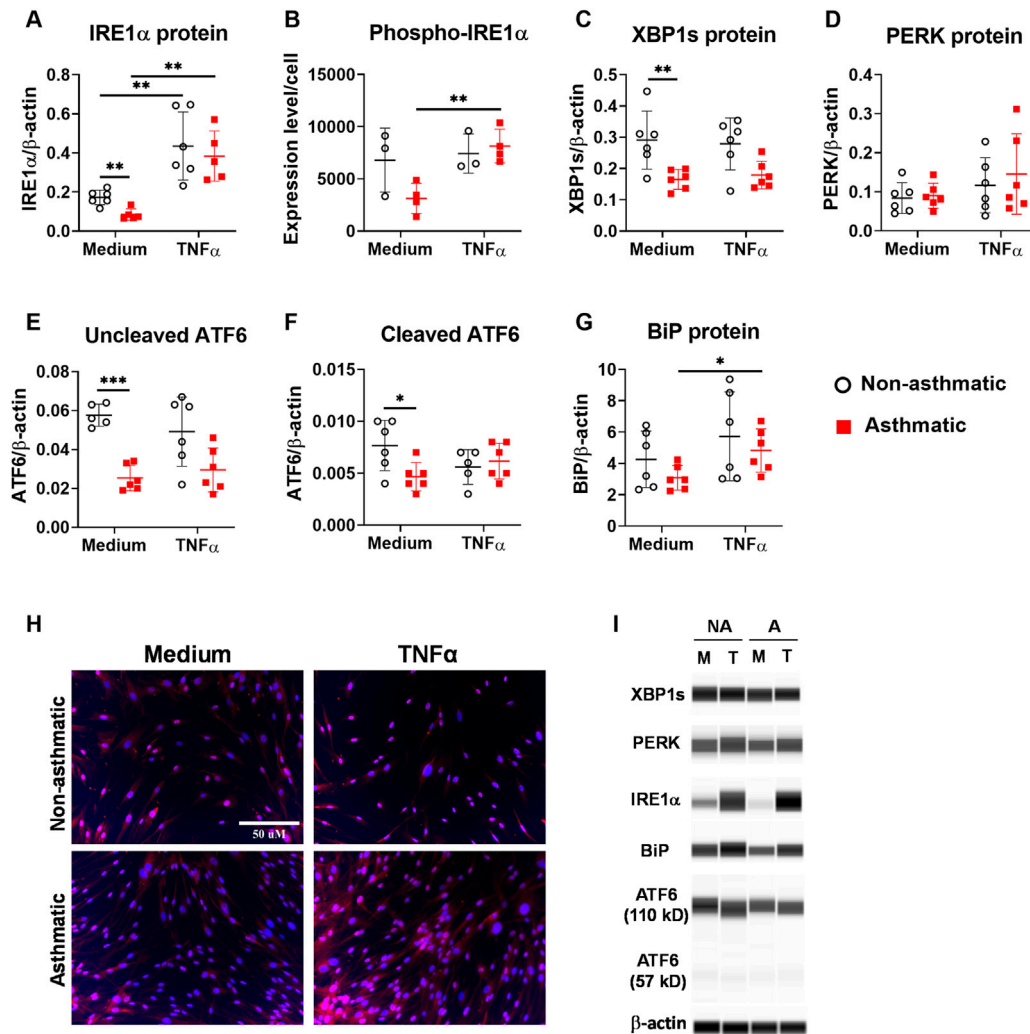 A
IRE1α protein
IRE1α/β-actin
0.8
0.6
0.4
0.2
0.0
**
**
**
Medium
TNFα
B
Phospho-IRE1α
Expression level/cell
15000
10000
5000
0
**
Medium
TNFα
C
XBP1s protein
XBP1s/β-actin
0.5
0.4
0.3
0.2
0.1
0.0
**
Medium
TNFα
D
PERK protein
PERK/β-actin
0.4
0.3
0.2
0.1
0.0
Medium
TNFα
E
Uncleaved ATF6
ATF6/β-actin
0.08
0.06
0.04
0.02
0.00
***
Medium
TNFα
F
Cleaved ATF6
ATF6/β-actin
0.015
0.010
0.005
0.000
*
Medium
TNFα
G
BiP protein
BiP/β-actin
10
8
6
4
2
0
*
Medium
TNFα
Non-asthmatic
Asthmatic
H
Medium
TNFα
Non-asthmatic
Asthmatic
50 uM
I
NA
A
M
T
M
T
XBP1s
PERK
IRE1α
BiP
ATF6
(110 kD)
ATF6
(57 kD)
β-actin